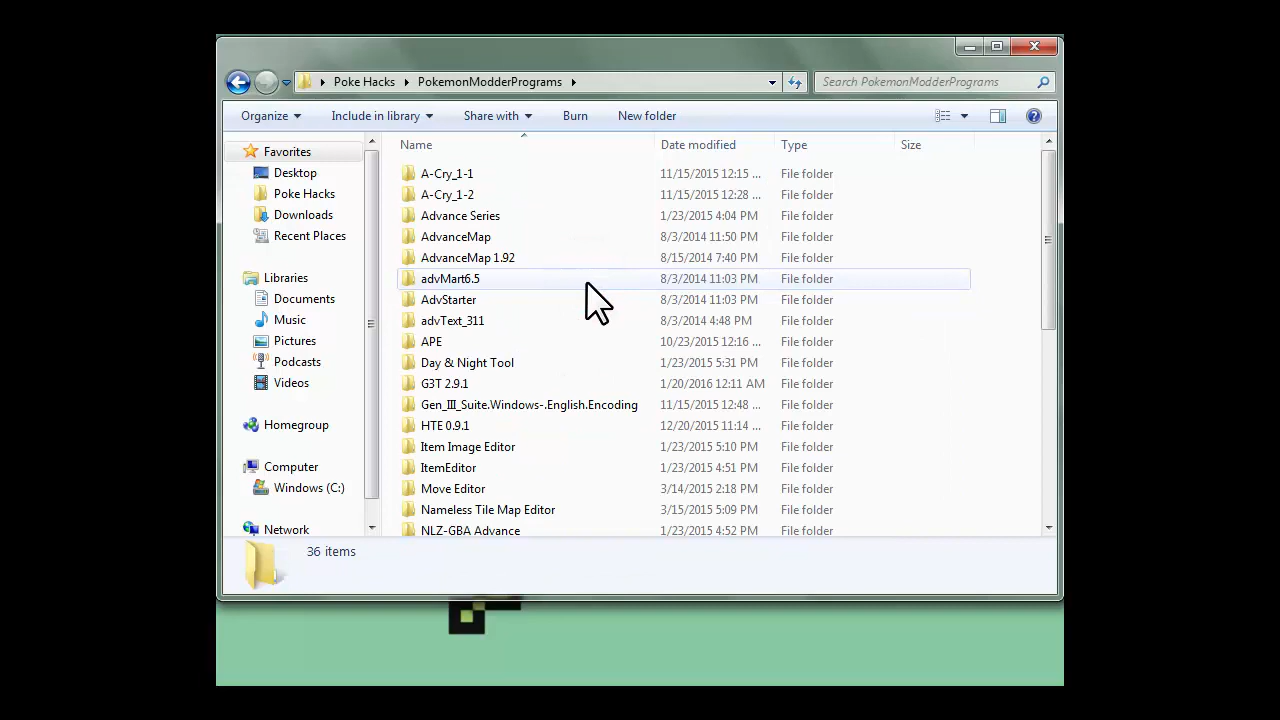 Poke Hacks PokemonModderPrograms Search PokemonModderPrograms
Organize Include in library Share with Burn New folder
Favorites
Desktop
Poke Hacks
Downloads
Recent Places
Libraries
Documents
Music
Pictures
Podcasts
Videos
Homegroup
Computer
Windows (C:)
Network
Name Date modified Type Size
A-Cry_1-1 11/15/2015 12:15 ... File folder
A-Cry_1-2 11/15/2015 12:28 ... File folder
Advance Series 1/23/2015 4:04 PM File folder
AdvanceMap 8/3/2014 11:50 PM File folder
AdvanceMap 1.92 8/15/2014 7:40 PM File folder
advMart6.5 8/3/2014 11:03 PM File folder
AdvStarter 8/3/2014 11:03 PM File folder
advText_311 8/3/2014 4:48 PM File folder
APE 10/23/2015 12:16 ... File folder
Day & Night Tool 1/23/2015 5:31 PM File folder
G3T 2.9.1 1/20/2016 12:11 AM File folder
Gen_III_Suite.Windows-.English.Encoding 11/15/2015 12:48 ... File folder
HTE 0.9.1 12/20/2015 11:14 ... File folder
Item Image Editor 1/23/2015 5:10 PM File folder
ItemEditor 1/23/2015 4:51 PM File folder
Move Editor 3/14/2015 2:18 PM File folder
Nameless Tile Map Editor 3/15/2015 5:09 PM File folder
NLZ-GBA Advance 1/23/2015 4:52 PM File folder
36 items